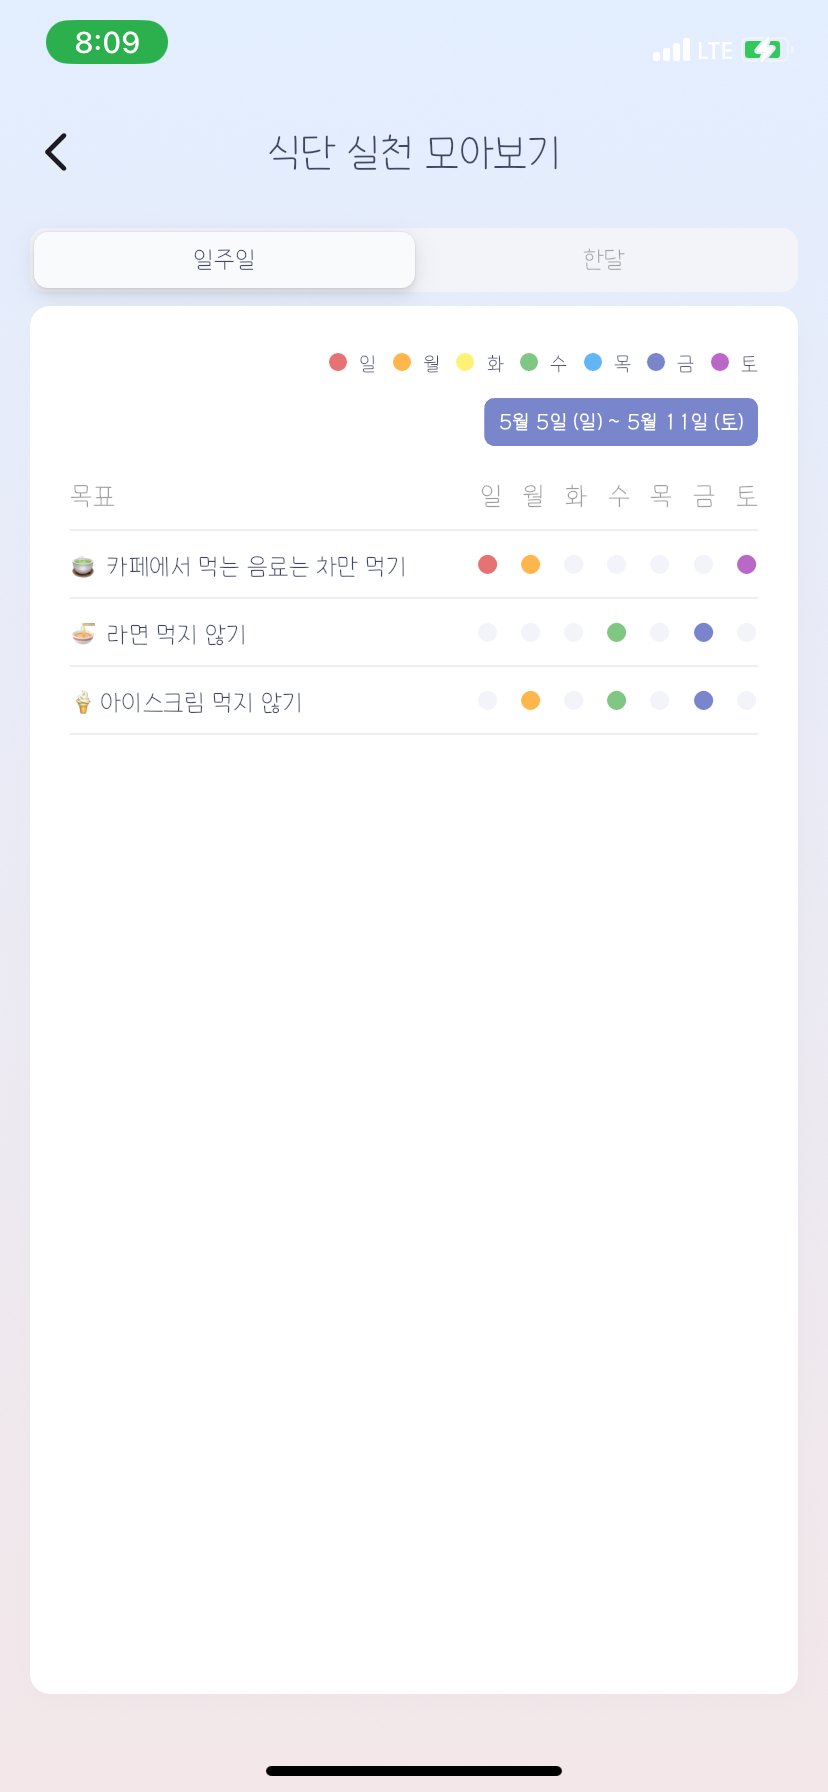 8:09
LTE
식단 실천 모아보기
일주일 한달
일 월 화 수 목 금 토
5월 5일 (일) ~ 5월 11일 (토)
목표 일 월 화 수 목 금 토
🍵 카페에서 먹는 음료는 차만 먹기
🍜 라면 먹지 않기
🍦아이스크림 먹지 않기